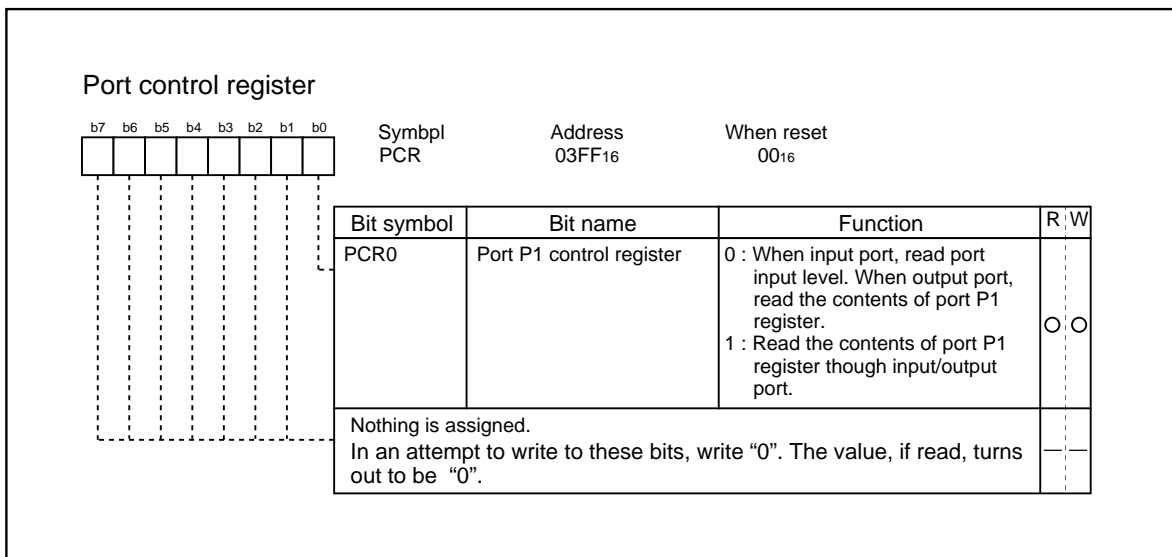 Port control register
b7 b6 b5 b4 b3 b2 b1 b0
Symbpl Address When reset
PCR 03FF16 0016
Bit symbol Bit name Function R W
PCR0 Port P1 control register 0 : When input port, read port
input level. When output port,
read the contents of port P1
register.
1 : Read the contents of port P1
register though input/output
port.
Nothing is assigned.
In an attempt to write to these bits, write “0”. The value, if read, turns
out to be “0”.